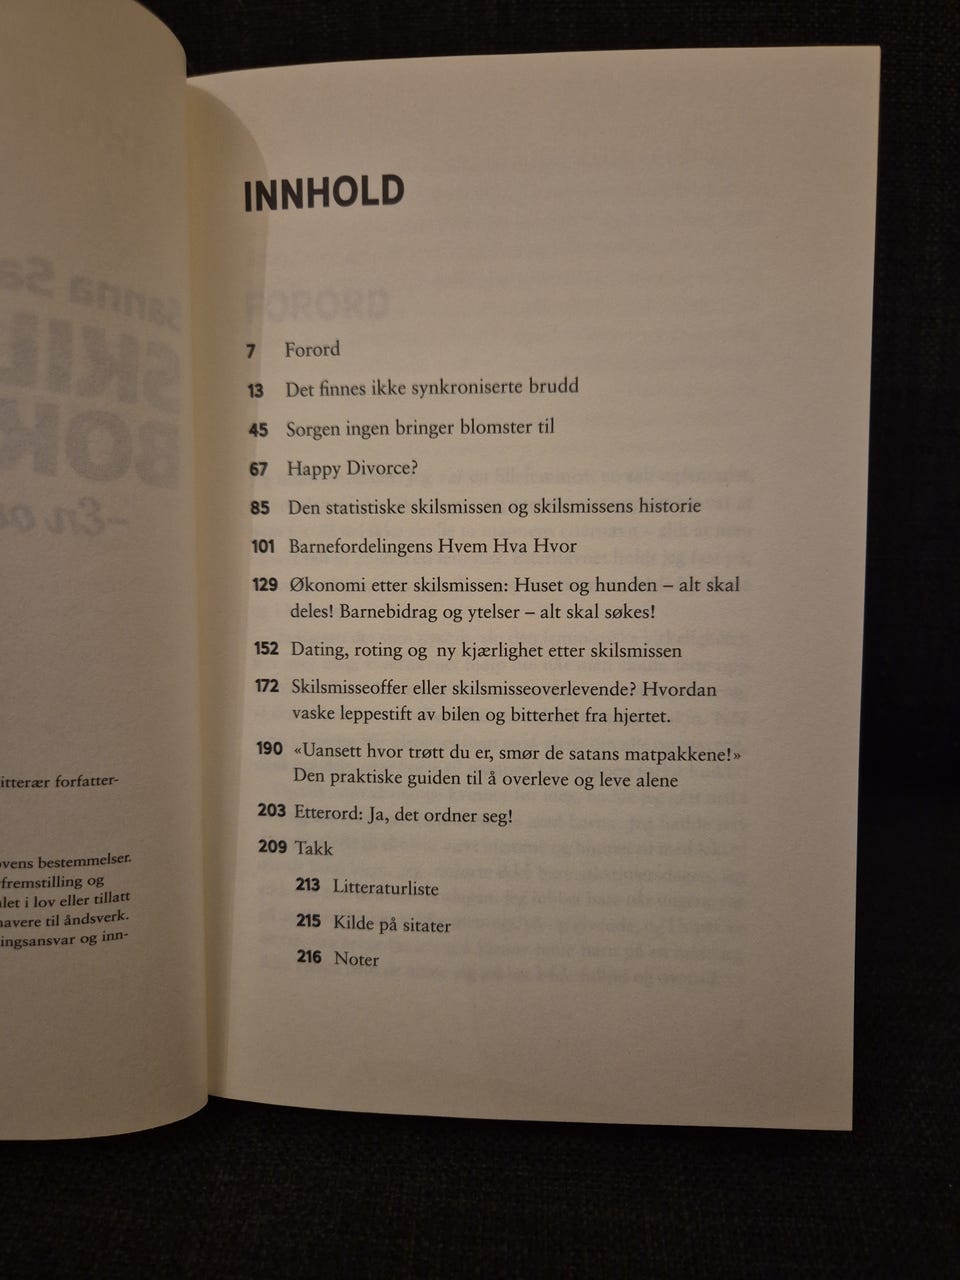 itterær forfatter-
vens bestemmelser.
fremstilling og
let i lov eller tillatt
avere til åndsverk.
ingsansvar og inn-
INNHOLD
7 Forord
13 Det finnes ikke synkroniserte brudd
45 Sorgen ingen bringer blomster til
67 Happy Divorce?
85 Den statistiske skilsmissen og skilsmissens historie
101 Barnefordelingens Hvem Hva Hvor
129 Økonomi etter skilsmissen: Huset og hunden – alt skal
deles! Barnebidrag og ytelser – alt skal søkes!
152 Dating, roting og ny kjærlighet etter skilsmissen
172 Skilsmisseoffer eller skilsmisseoverlevende? Hvordan
vaske leppestift av bilen og bitterhet fra hjertet.
190 «Uansett hvor trøtt du er, smør de satans matpakkene!»
Den praktiske guiden til å overleve og leve alene
203 Etterord: Ja, det ordner seg!
209 Takk
213 Litteraturliste
215 Kilde på sitater
216 Noter